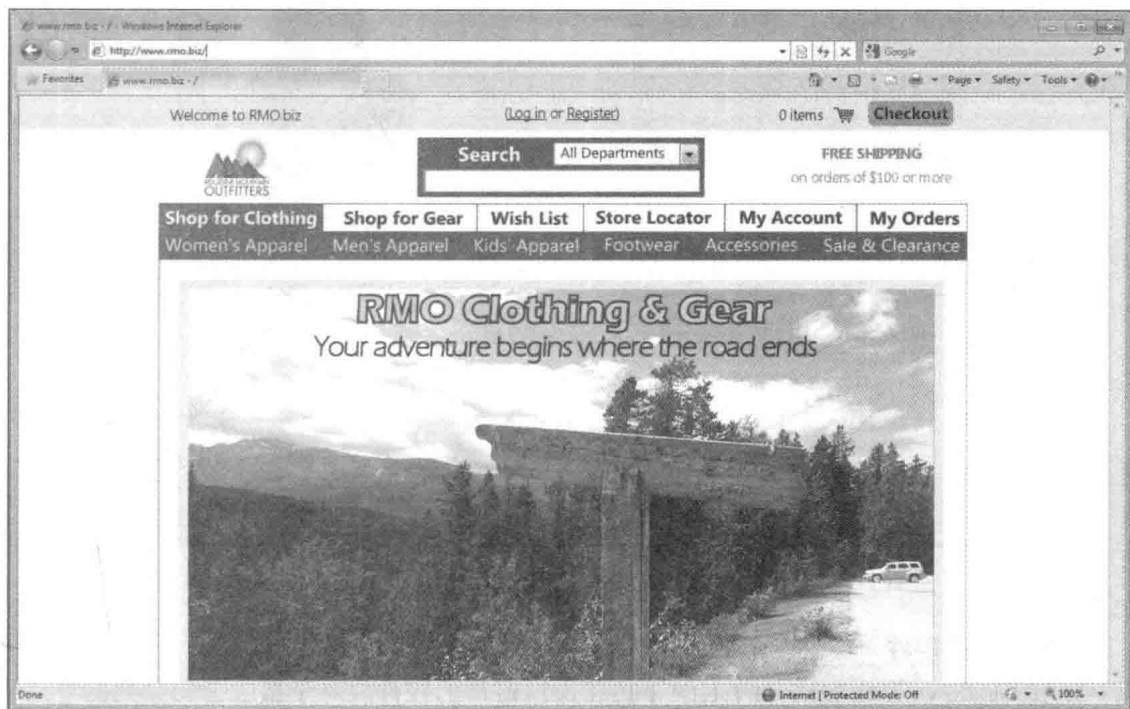 www.rmo.biz - / - Windows Internet Explorer
http://www.rmo.biz/
Google
Favorites
www.rmo.biz - /
Page
Safety
Tools
Welcome to RMO.biz
(Log in or Register)
0 items
Checkout
OUTFITTERS
Search
All Departments
FREE SHIPPING
on orders of $100 or more
Shop for Clothing
Shop for Gear
Wish List
Store Locator
My Account
My Orders
Women's Apparel
Men's Apparel
Kids' Apparel
Footwear
Accessories
Sale & Clearance
RMO Clothing & Gear
Your adventure begins where the road ends
Done
Internet | Protected Mode: Off
100%